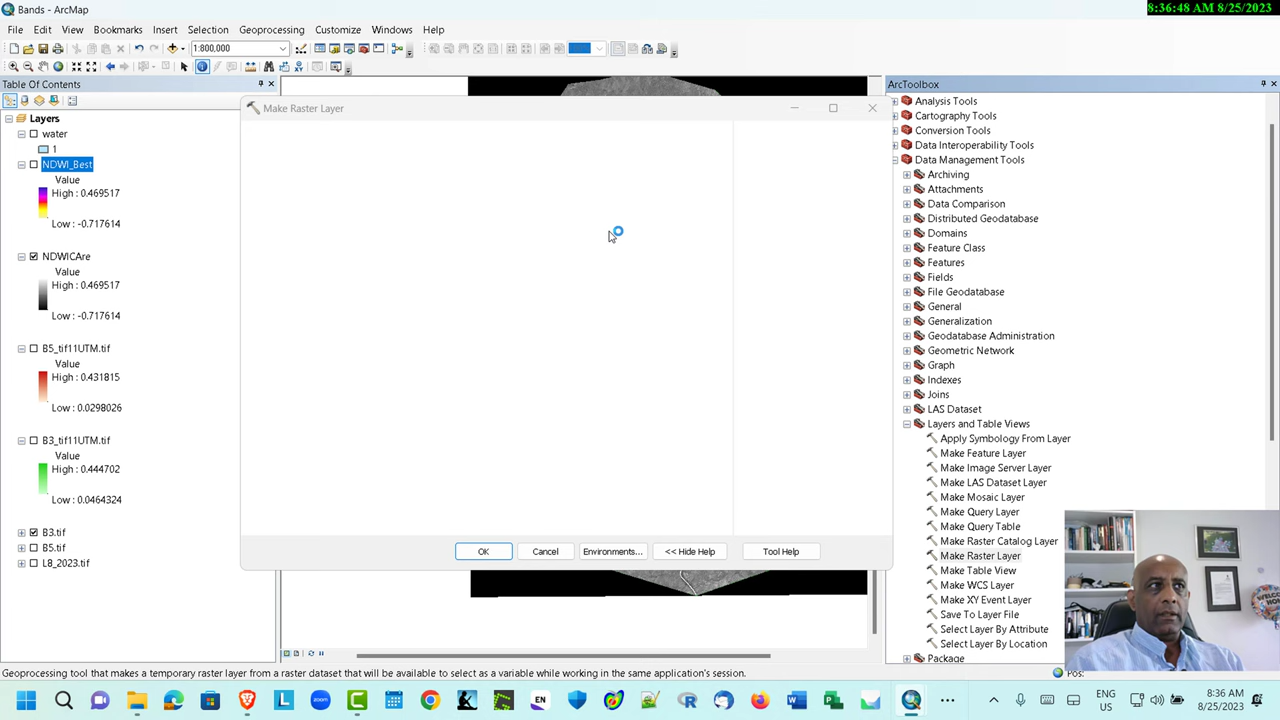 Bands - ArcMap
8:36:48 AM 8/25/2023
File Edit View Bookmarks Insert Selection Geoprocessing Customize Windows Help
1:800,000
Table Of Contents
Layers
water
1
NDWI_Best
Value
High : 0.469517
Low : -0.717614
NDWICAre
Value
High : 0.469517
Low : -0.717614
B5_tif11UTM.tif
Value
High : 0.431815
Low : 0.0298026
B3_tif11UTM.tif
Value
High : 0.444702
Low : 0.0464324
B3.tif
B5.tif
L8_2023.tif
Make Raster Layer
OK Cancel Environments... << Hide Help Tool Help
ArcToolbox
Analysis Tools
Cartography Tools
Conversion Tools
Data Interoperability Tools
Data Management Tools
Archiving
Attachments
Data Comparison
Distributed Geodatabase
Domains
Feature Class
Features
Fields
File Geodatabase
General
Generalization
Geodatabase Administration
Geometric Network
Graph
Indexes
Joins
LAS Dataset
Layers and Table Views
Apply Symbology From Layer
Make Feature Layer
Make Image Server Layer
Make LAS Dataset Layer
Make Mosaic Layer
Make Query Layer
Make Query Table
Make Raster Catalog Layer
Make Raster Layer
Make Table View
Make WCS Layer
Make XY Event Layer
Save To Layer File
Select Layer By Attribute
Select Layer By Location
Package
Geoprocessing tool that makes a temporary raster layer from a raster dataset that will be available to select as a variable while working in the same application's session.
Pos:
ENG
US
8:36 AM
8/25/2023